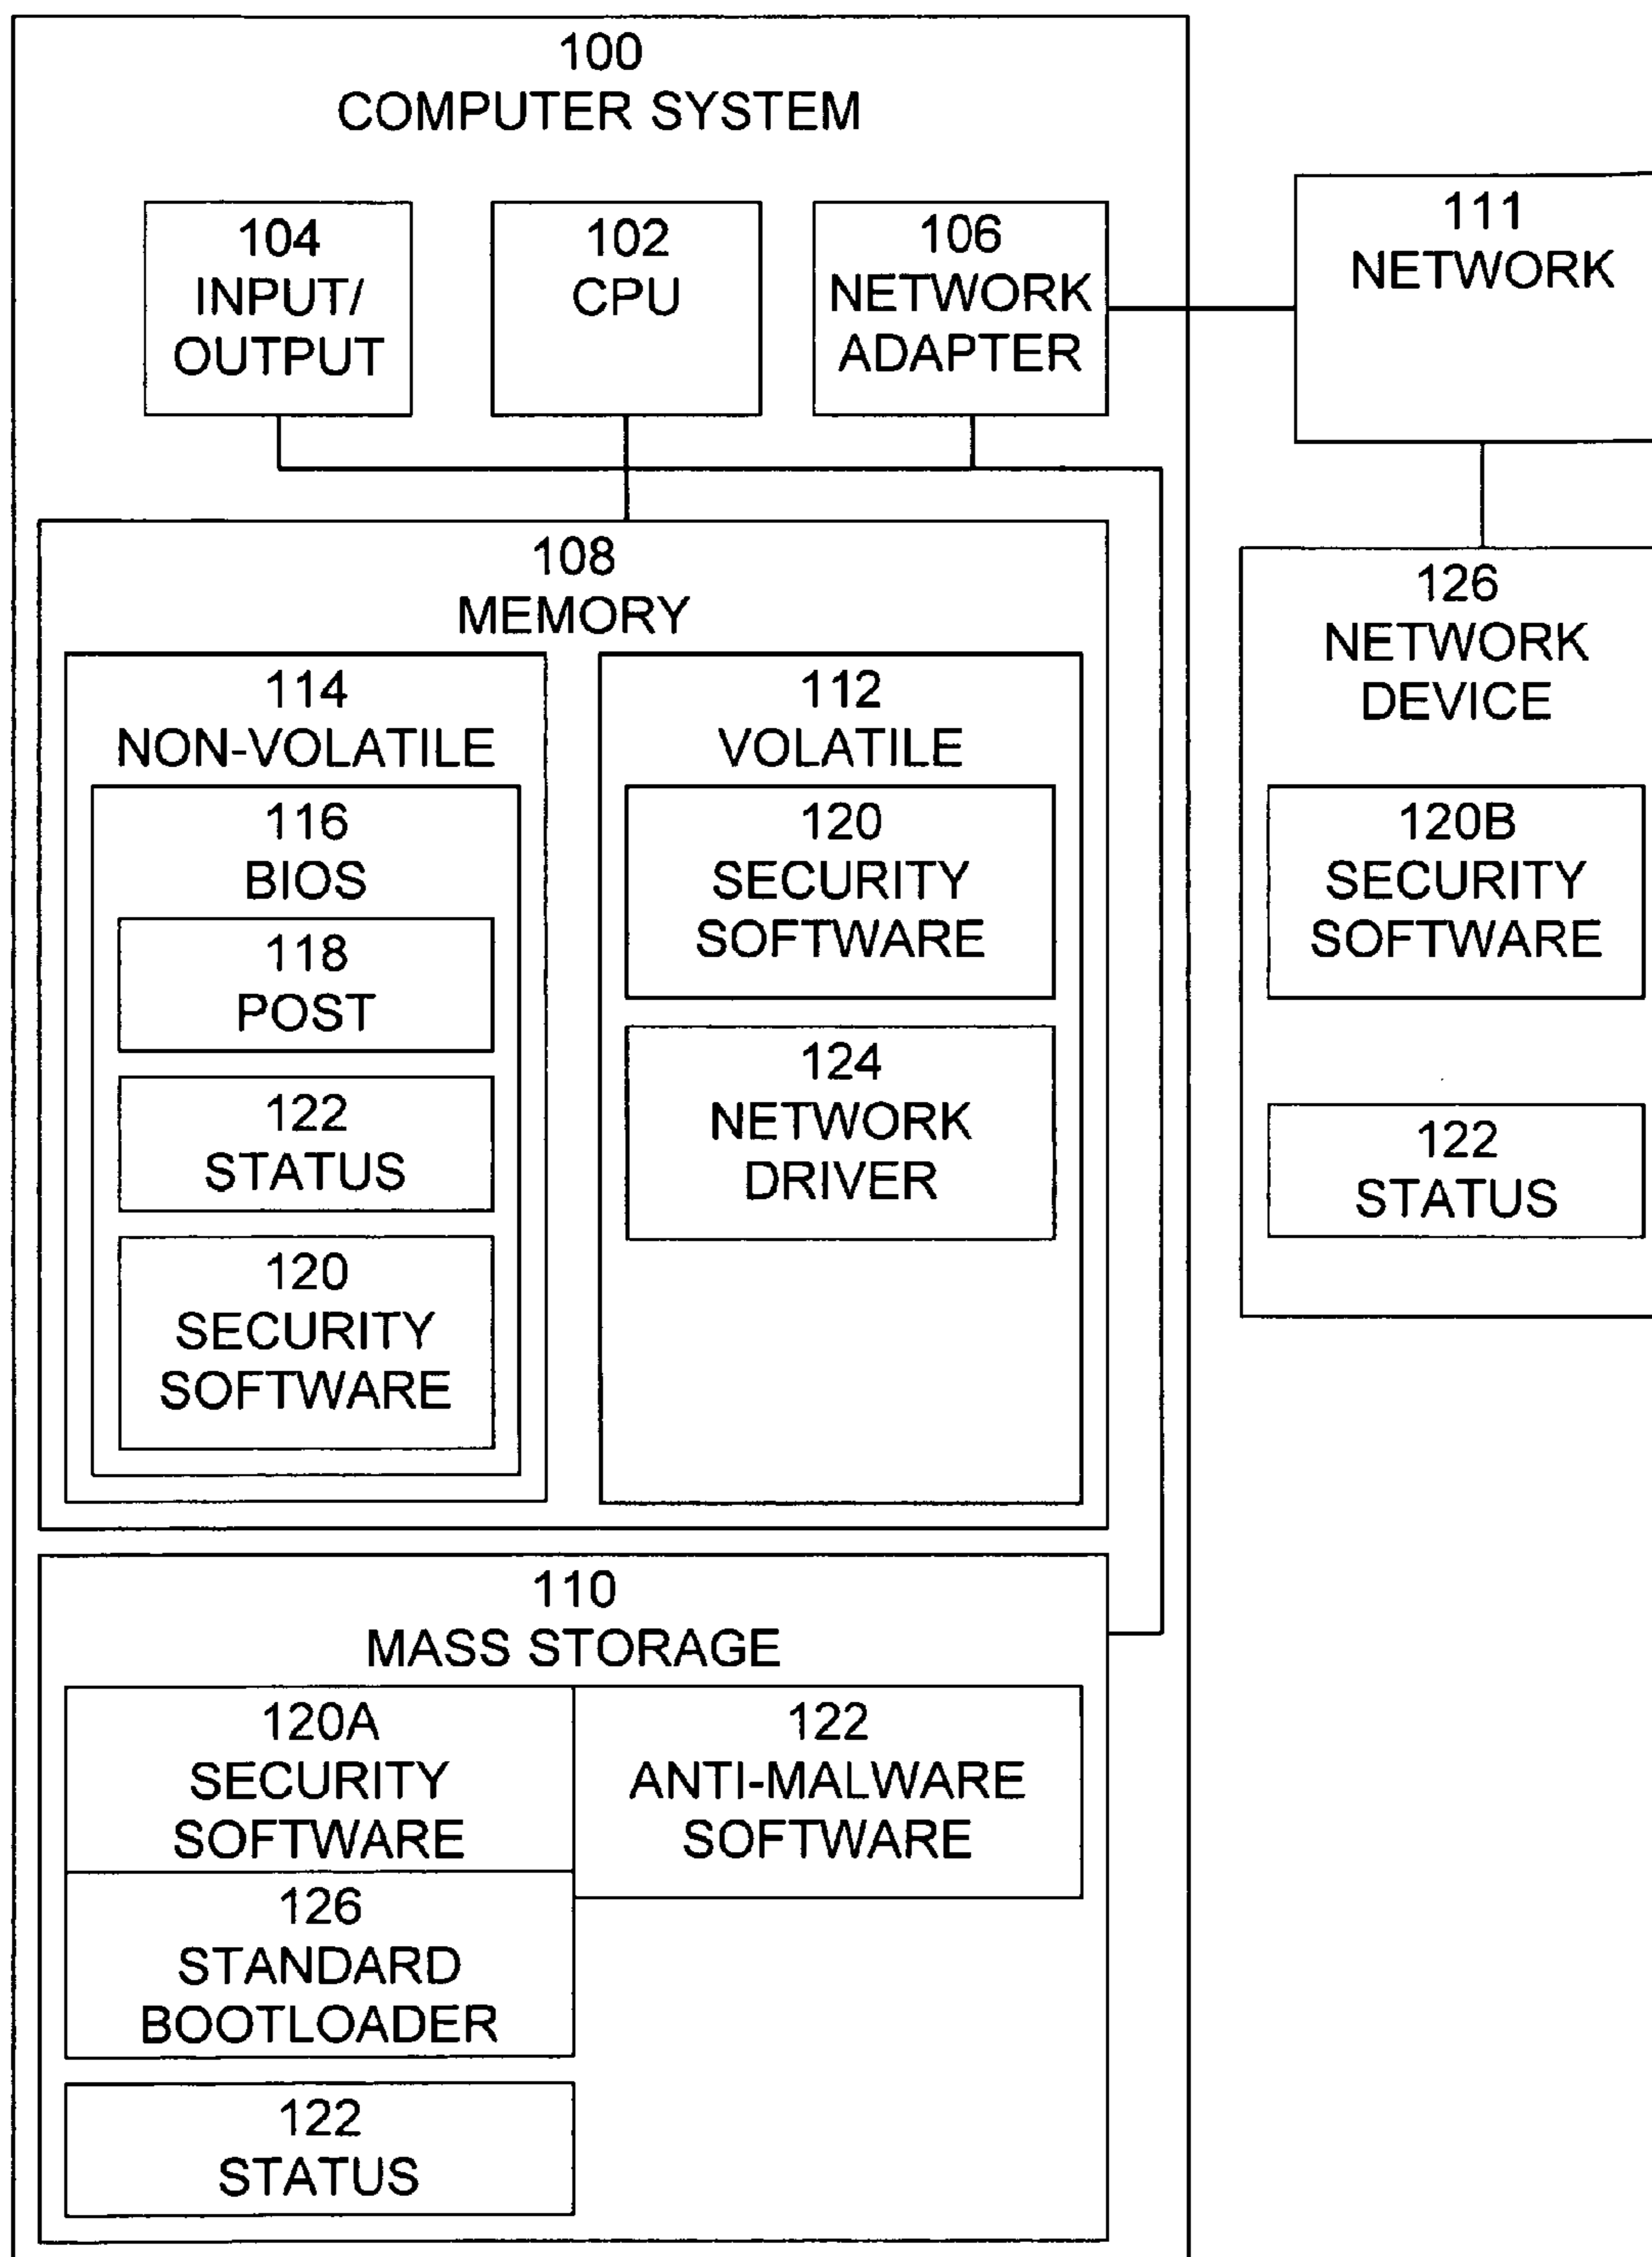 100
COMPUTER SYSTEM
104
INPUT/
OUTPUT
102
CPU
106
NETWORK
ADAPTER
111
NETWORK
108
MEMORY
114
NON-VOLATILE
116
BIOS
118
POST
122
STATUS
120
SECURITY
SOFTWARE
112
VOLATILE
120
SECURITY
SOFTWARE
124
NETWORK
DRIVER
126
NETWORK
DEVICE
120B
SECURITY
SOFTWARE
122
STATUS
110
MASS STORAGE
120A
SECURITY
SOFTWARE
122
ANTI-MALWARE
SOFTWARE
126
STANDARD
BOOTLOADER
122
STATUS